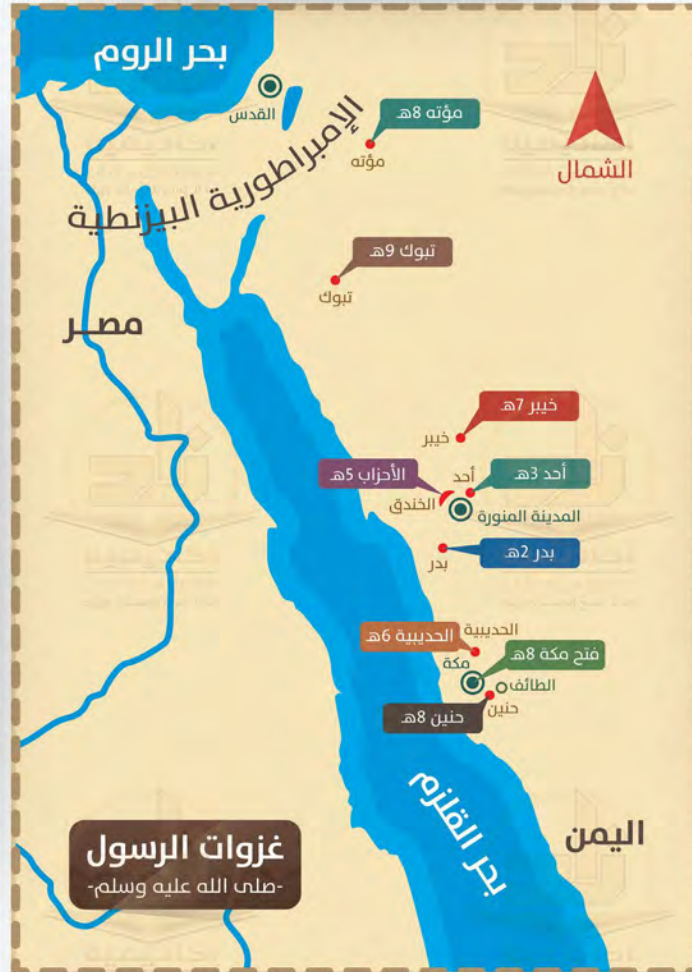 بحر الروم
القدس
الإمبراطورية البيزنطية
مؤته 8هـ
مؤته
الشمال
تبوك 9هـ
تبوك
مصـر
خيبر 7هـ
خيبر
أحد 3هـ
أحد
الأحزاب 5هـ
الخندق
المدينة المنورة
بدر 2هـ
بدر
الحديبية
الحديبية 6هـ
فتح مكة 8هـ
مكة
الطائف
حنين
حنين 8هـ
بحر القلزم
اليمن
غزوات الرسول
-صلى الله عليه وسلم-